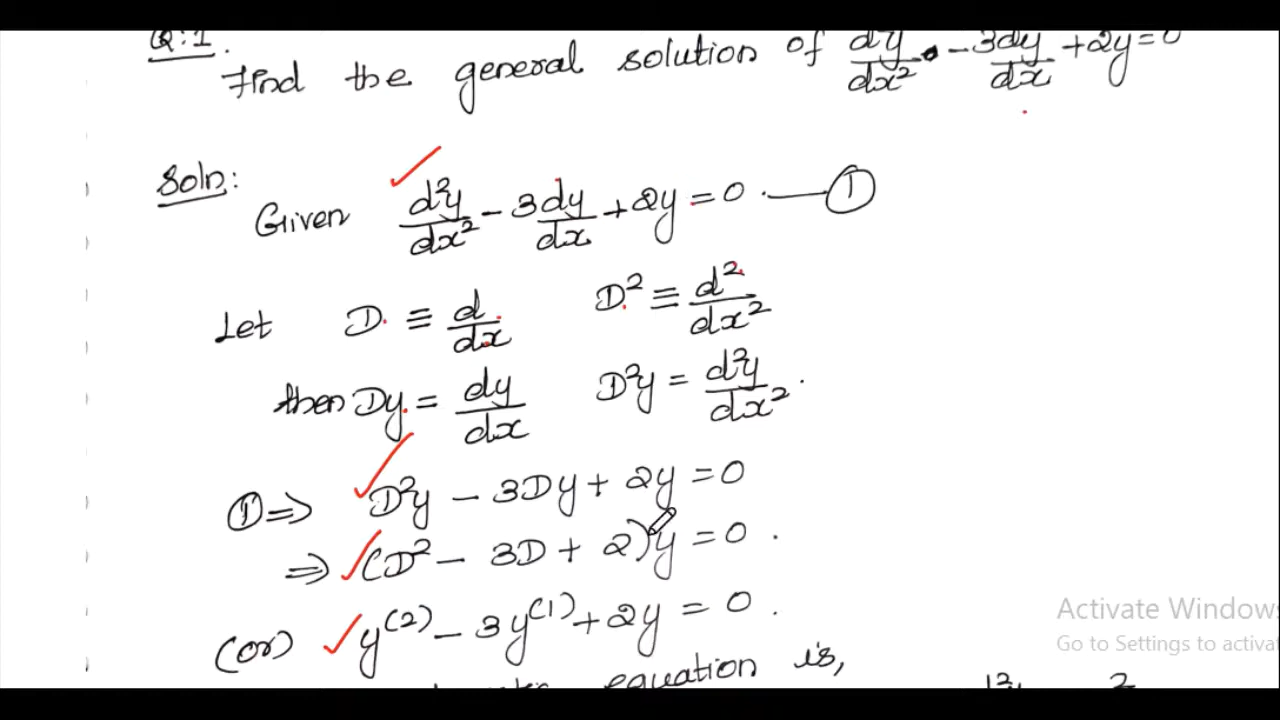 Q:1.
Find the general solution of d²y/dx² - 3dy/dx + 2y = 0
Soln:
Given d²y/dx² - 3dy/dx + 2y = 0 — ①
Let D ≡ d/dx D² ≡ d²/dx²
then Dy = dy/dx D²y = d²y/dx².
① ⇒ D²y - 3Dy + 2y = 0
⇒ (D² - 3D + 2)y = 0.
(or) y⁽²⁾ - 3y⁽¹⁾ + 2y = 0.
equation is,
Activate Windows
Go to Settings to activa